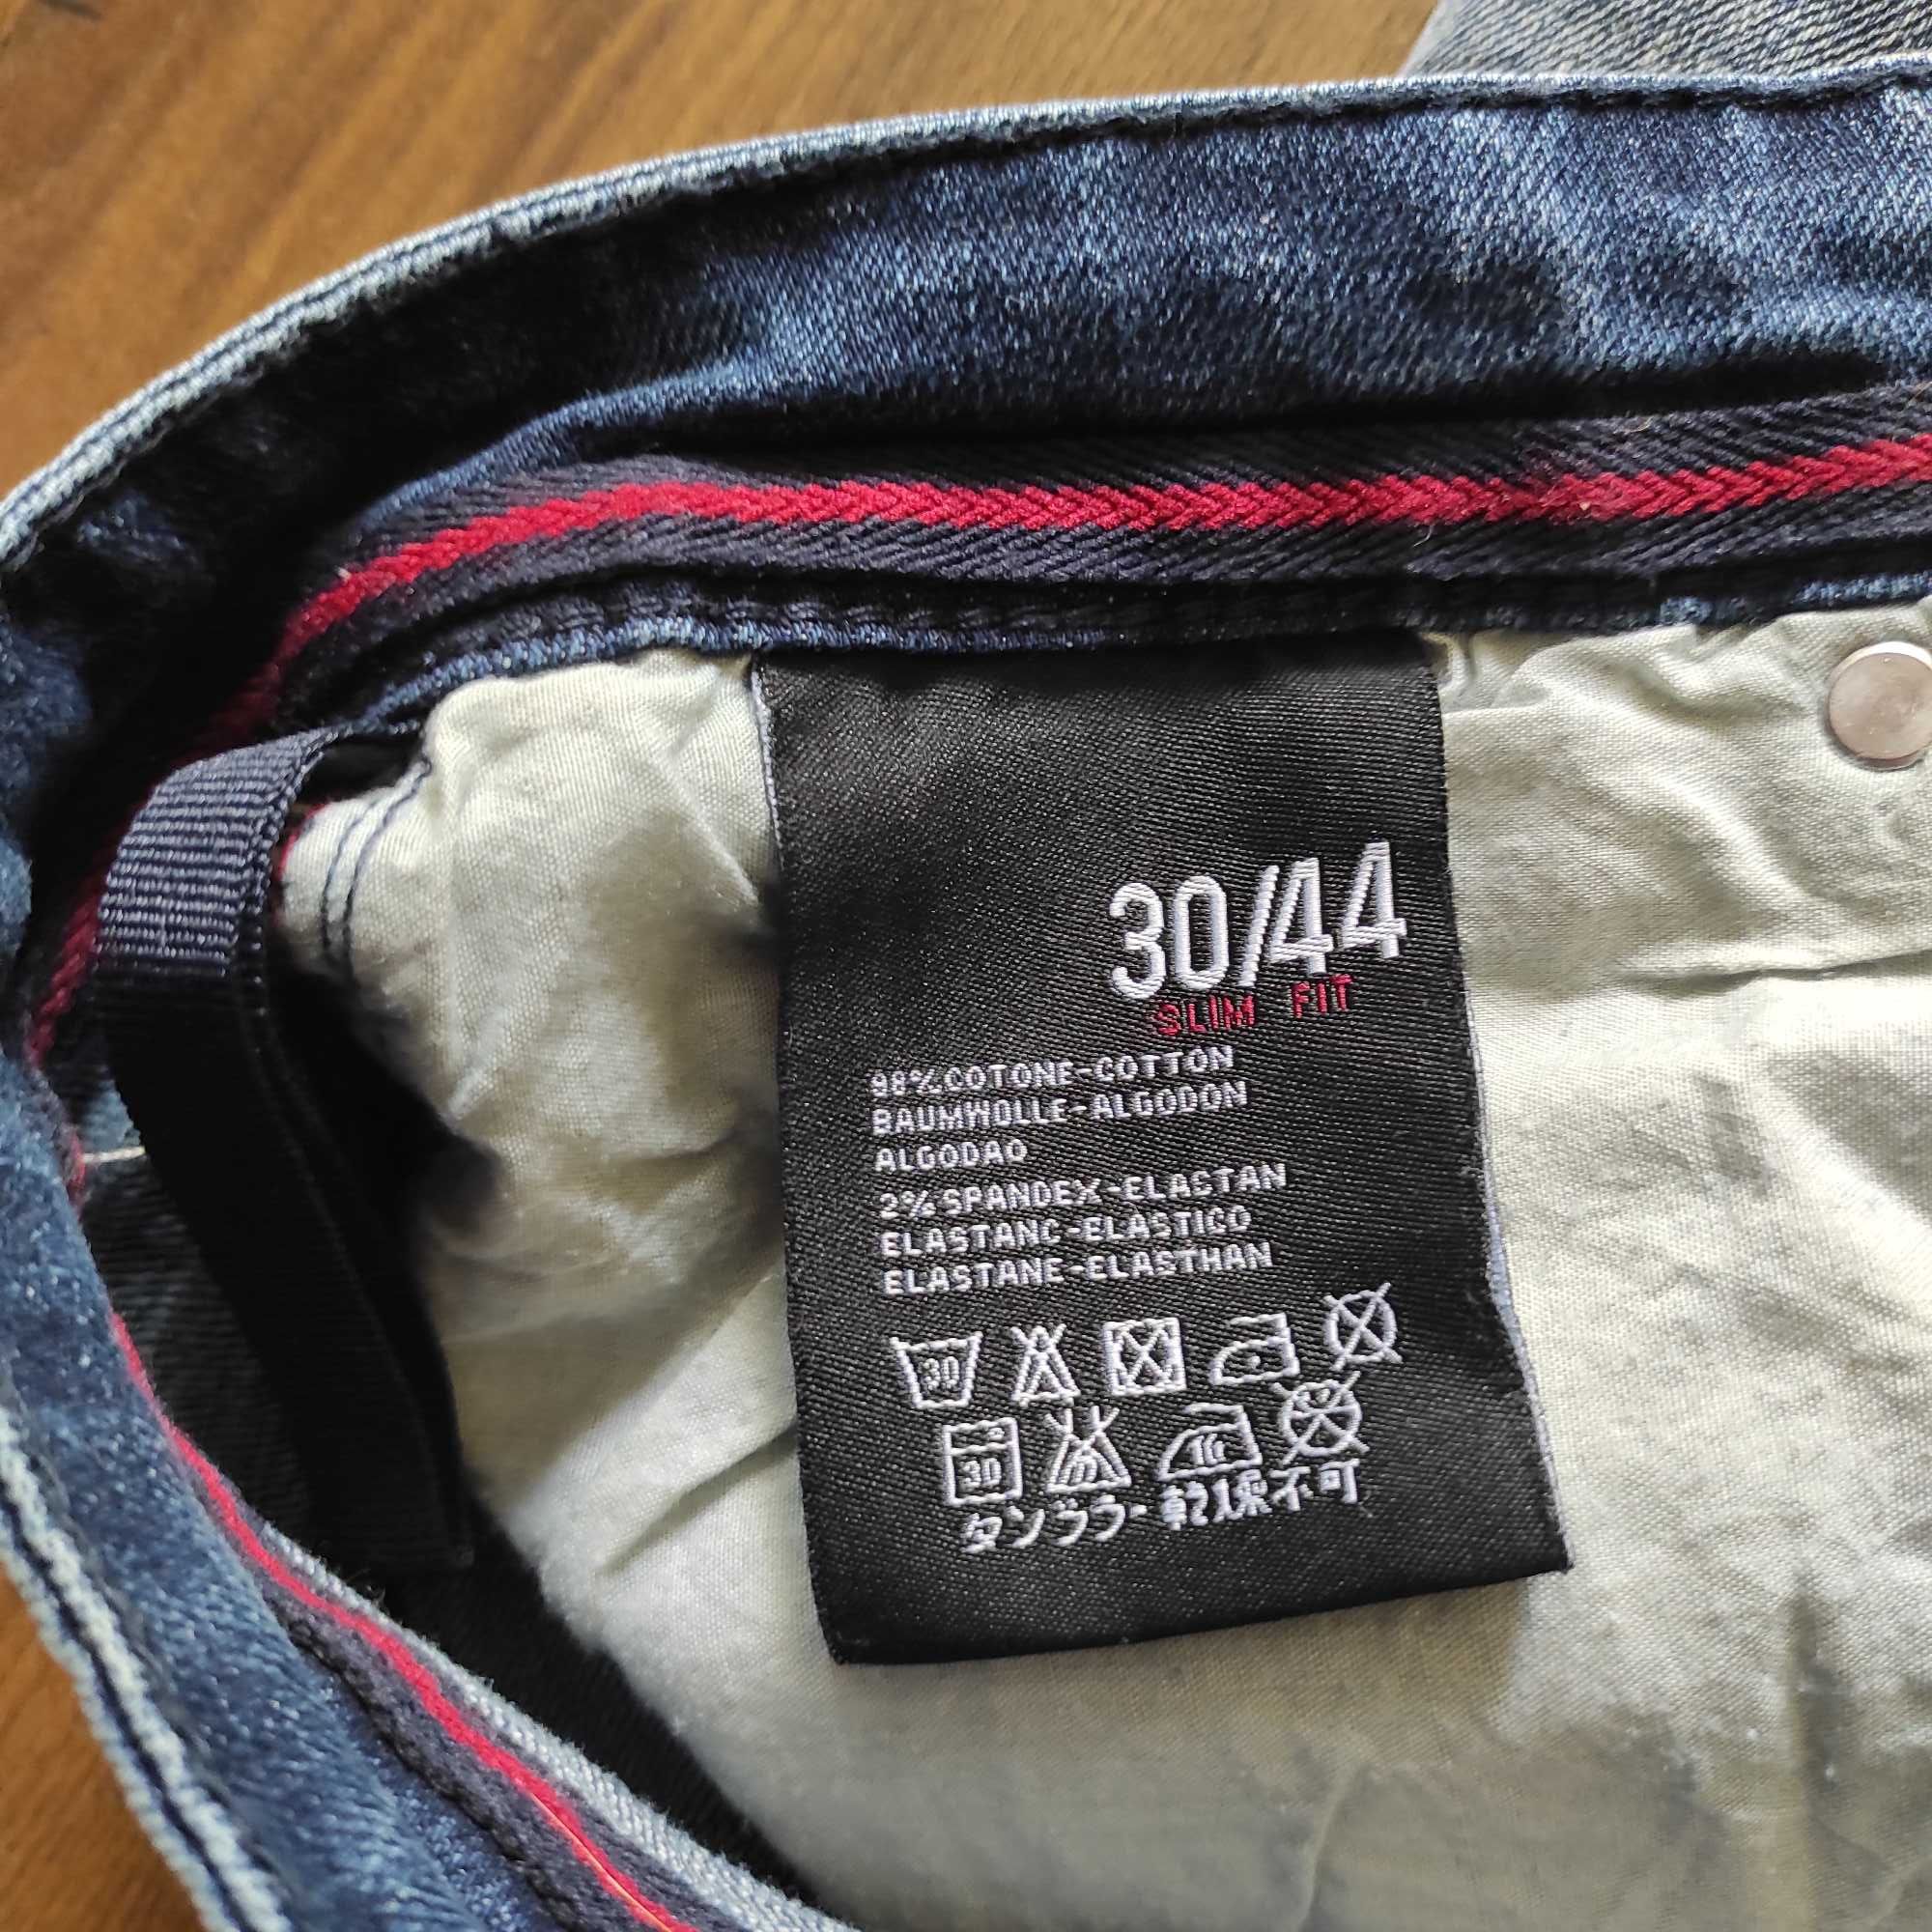 30/44
SLIM FIT
98% COTONE-COTTON
BAUMWOLLE-ALGODON
ALGODAO
2% SPANDEX-ELASTAN
ELASTANC-ELASTICO
ELASTANE-ELASTHAN
30
30
タンブラー乾燥不可